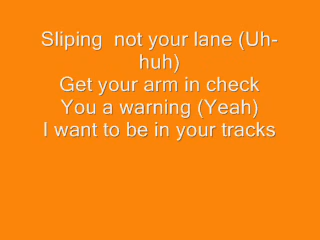 Sliping  not your lane (Uh-
huh)
Get your arm in check
You a warning (Yeah)
I want to be in your tracks